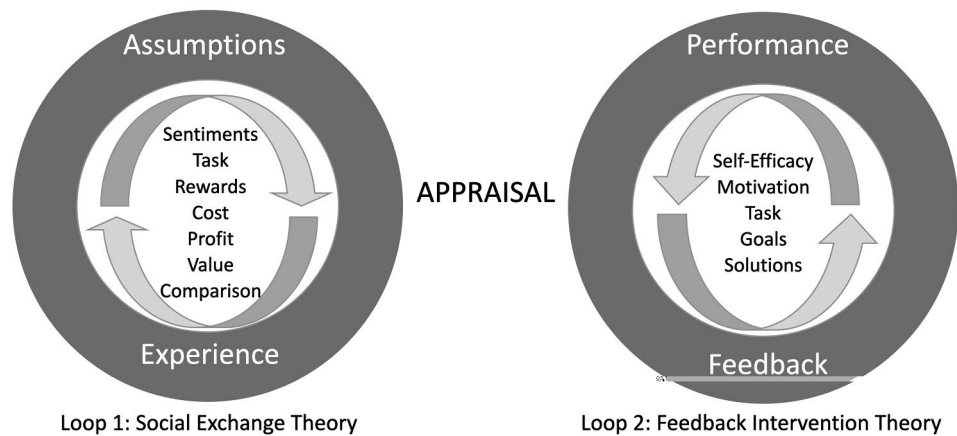 Assumptions
Sentiments
Task
Rewards
Cost
Profit
Value
Comparison
Experience
Loop 1: Social Exchange Theory
APPRAISAL
Performance
Self-Efficacy
Motivation
Task
Goals
Solutions
Feedback
Loop 2: Feedback Intervention Theory